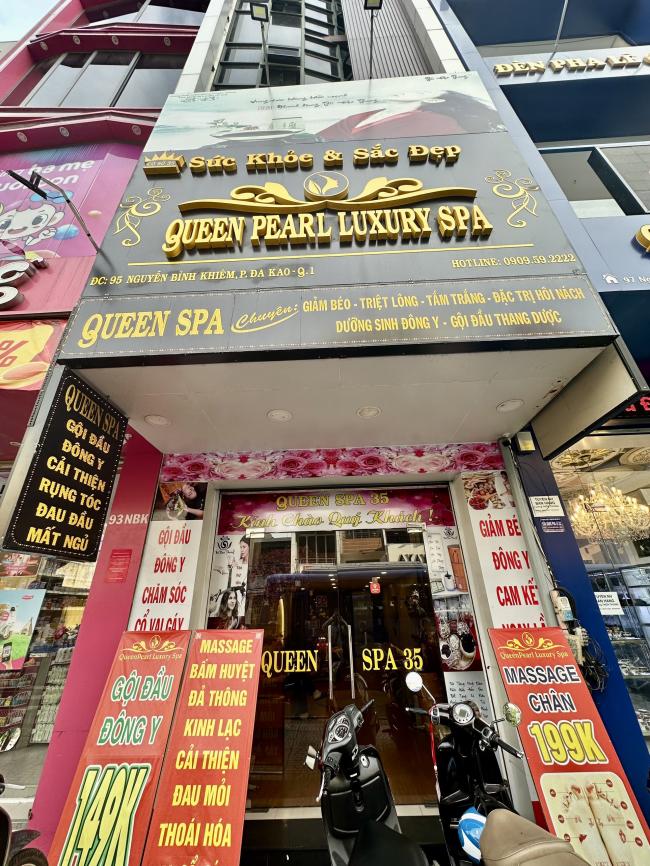 ĐÈN PHA LÊ
Sức Khỏe & Sắc Đẹp
QUEEN PEARL LUXURY SPA
ĐC: 95 NGUYỄN BỈNH KHIÊM, P. ĐA KAO - Q.1
HOTLINE: 0909.59.2222
QUEEN SPA Chuyên: GIẢM BÉO - TRIỆT LÔNG - TẮM TRẮNG - ĐẶC TRỊ HÔI NÁCH
DƯỠNG SINH ĐÔNG Y - GỘI ĐẦU THANG DƯỢC
QUEEN SPA
GỘI ĐẦU
ĐÔNG Y
CẢI THIỆN
RỤNG TÓC
ĐAU ĐẦU
MẤT NGỦ
93NBK
QUEEN SPA 35
Kính Chào Quý Khách !
GỘI ĐẦU
ĐÔNG Y
CHĂM SÓC
CỔ VAI GÁY
GIẢM BÉ
ĐÔNG Y
CAM KẾT
QUEEN SPA 35
QueenPearl Luxury Spa
GỘI ĐẦU
ĐÔNG Y
149K
MASSAGE
BẤM HUYỆT
ĐẢ THÔNG
KINH LẠC
CẢI THIỆN
ĐAU MỎI
THOÁI HÓA
QueenPearl Luxury Spa
MASSAGE
CHÂN
199K